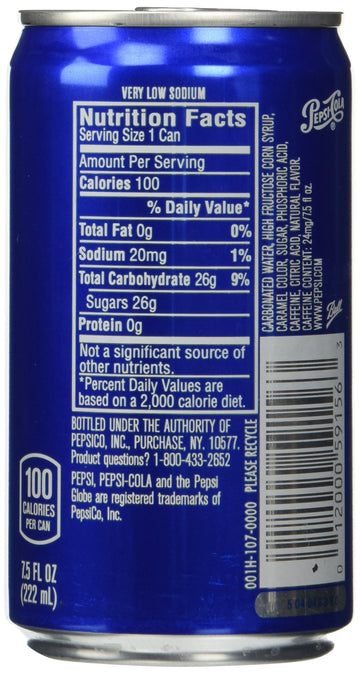 VERY LOW SODIUM
Nutrition Facts
Serving Size 1 Can
Amount Per Serving
Calories 100
% Daily Value*
Total Fat 0g 0%
Sodium 20mg 1%
Total Carbohydrate 26g 9%
Sugars 26g
Protein 0g
Not a significant source of
other nutrients.
*Percent Daily Values are
based on a 2,000 calorie diet.
BOTTLED UNDER THE AUTHORITY OF
PEPSICO, INC., PURCHASE, NY. 10577.
Product questions? 1-800-433-2652
PEPSI, PEPSI-COLA and the Pepsi
Globe are registered trademarks of
PepsiCo, Inc.
100
CALORIES
PER CAN
7.5 FL OZ
(222 mL)
PEPSI-COLA
®
CARBONATED WATER, HIGH FRUCTOSE CORN SYRUP,
CARAMEL COLOR, SUGAR, PHOSPHORIC ACID,
CAFFEINE, CITRIC ACID, NATURAL FLAVOR.
CAFFEINE CONTENT: 24mg/7.5 fl oz.
WWW.PEPSI.COM
Ball
001H-107-0000 PLEASE RECYCLE
0 12000 59156 3